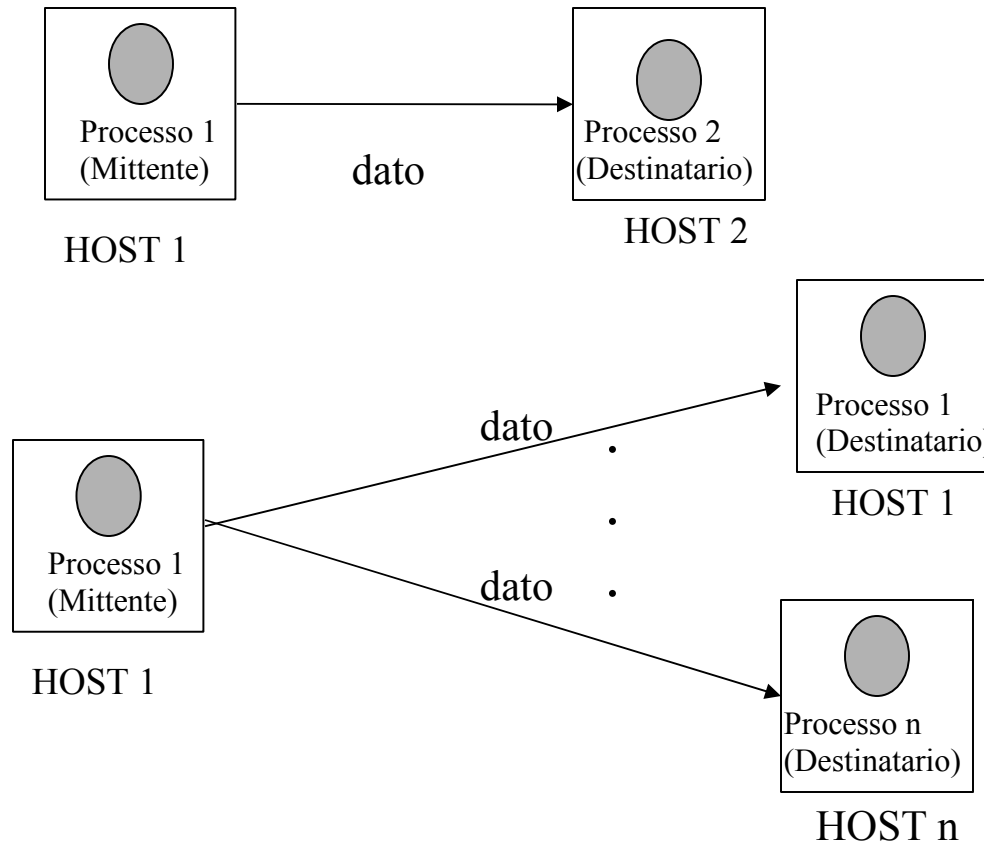 Processo 1
(Mittente)
HOST 1
dato
Processo 2
(Destinatario)
HOST 2
Processo 1
(Mittente)
HOST 1
dato
dato
Processo 1
(Destinatario)
HOST 1
Processo n
(Destinatario)
HOST n